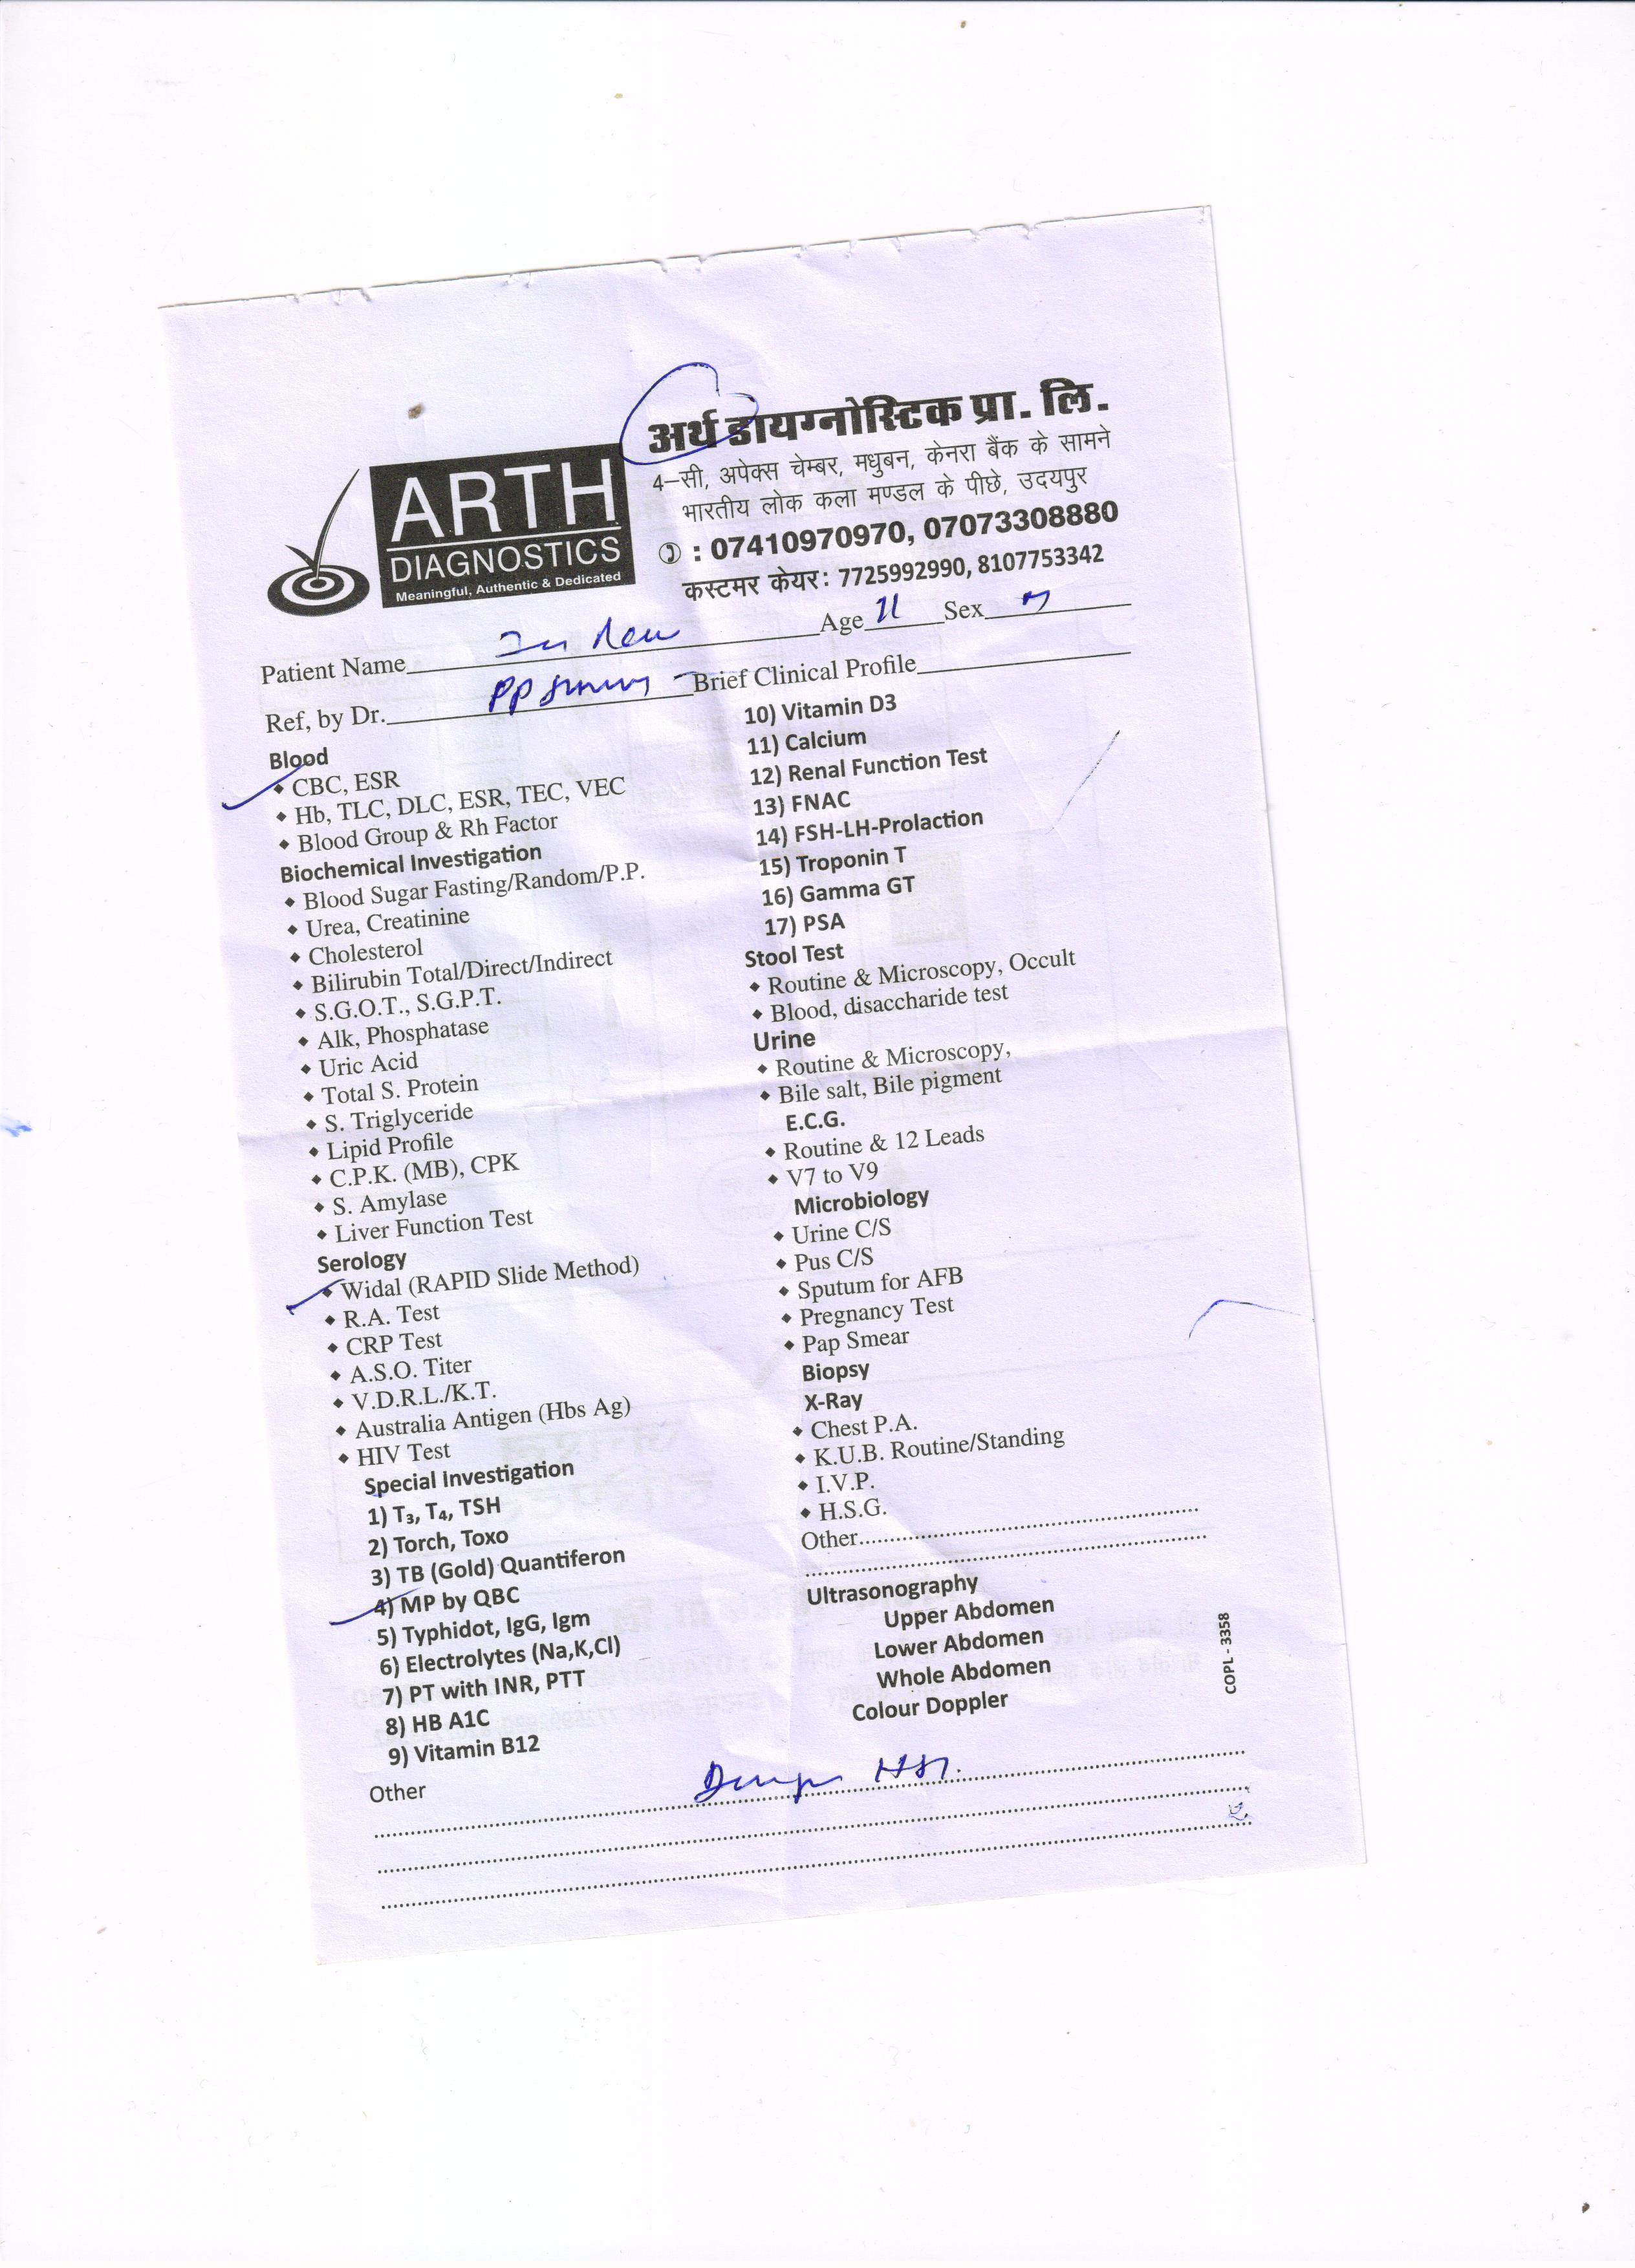 अर्थ डायग्नोस्टिक प्रा. लि.
4–सी, अपेक्स चेम्बर, मधुबन, केनरा बैंक के सामने
भारतीय लोक कला मण्डल के पीछे, उदयपुर
: 07410970970, 07073308880
कस्टमर केयर: 7725992990, 8107753342
ARTH
DIAGNOSTICS
Meaningful, Authentic & Dedicated
Patient Name Age 11 Sex M
Ref, by Dr. PP Brief Clinical Profile
Blood
CBC, ESR
Hb, TLC, DLC, ESR, TEC, VEC
Blood Group & Rh Factor
Biochemical Investigation
Blood Sugar Fasting/Random/P.P.
Urea, Creatinine
Cholesterol
Bilirubin Total/Direct/Indirect
S.G.O.T., S.G.P.T.
Alk, Phosphatase
Uric Acid
Total S. Protein
S. Triglyceride
Lipid Profile
C.P.K. (MB), CPK
S. Amylase
Liver Function Test
Serology
Widal (RAPID Slide Method)
R.A. Test
CRP Test
A.S.O. Titer
V.D.R.L./K.T.
Australia Antigen (Hbs Ag)
HIV Test
Special Investigation
1) T₃, T₄, TSH
2) Torch, Toxo
3) TB (Gold) Quantiferon
4) MP by QBC
5) Typhidot, IgG, Igm
6) Electrolytes (Na,K,Cl)
7) PT with INR, PTT
8) HB A1C
9) Vitamin B12
10) Vitamin D3
11) Calcium
12) Renal Function Test
13) FNAC
14) FSH-LH-Prolaction
15) Troponin T
16) Gamma GT
17) PSA
Stool Test
Routine & Microscopy, Occult
Blood, disaccharide test
Urine
Routine & Microscopy,
Bile salt, Bile pigment
E.C.G.
Routine & 12 Leads
V7 to V9
Microbiology
Urine C/S
Pus C/S
Sputum for AFB
Pregnancy Test
Pap Smear
Biopsy
X-Ray
Chest P.A.
K.U.B. Routine/Standing
I.V.P.
H.S.G.
Other
Ultrasonography
Upper Abdomen
Lower Abdomen
Whole Abdomen
Colour Doppler
COPL - 3358
Other